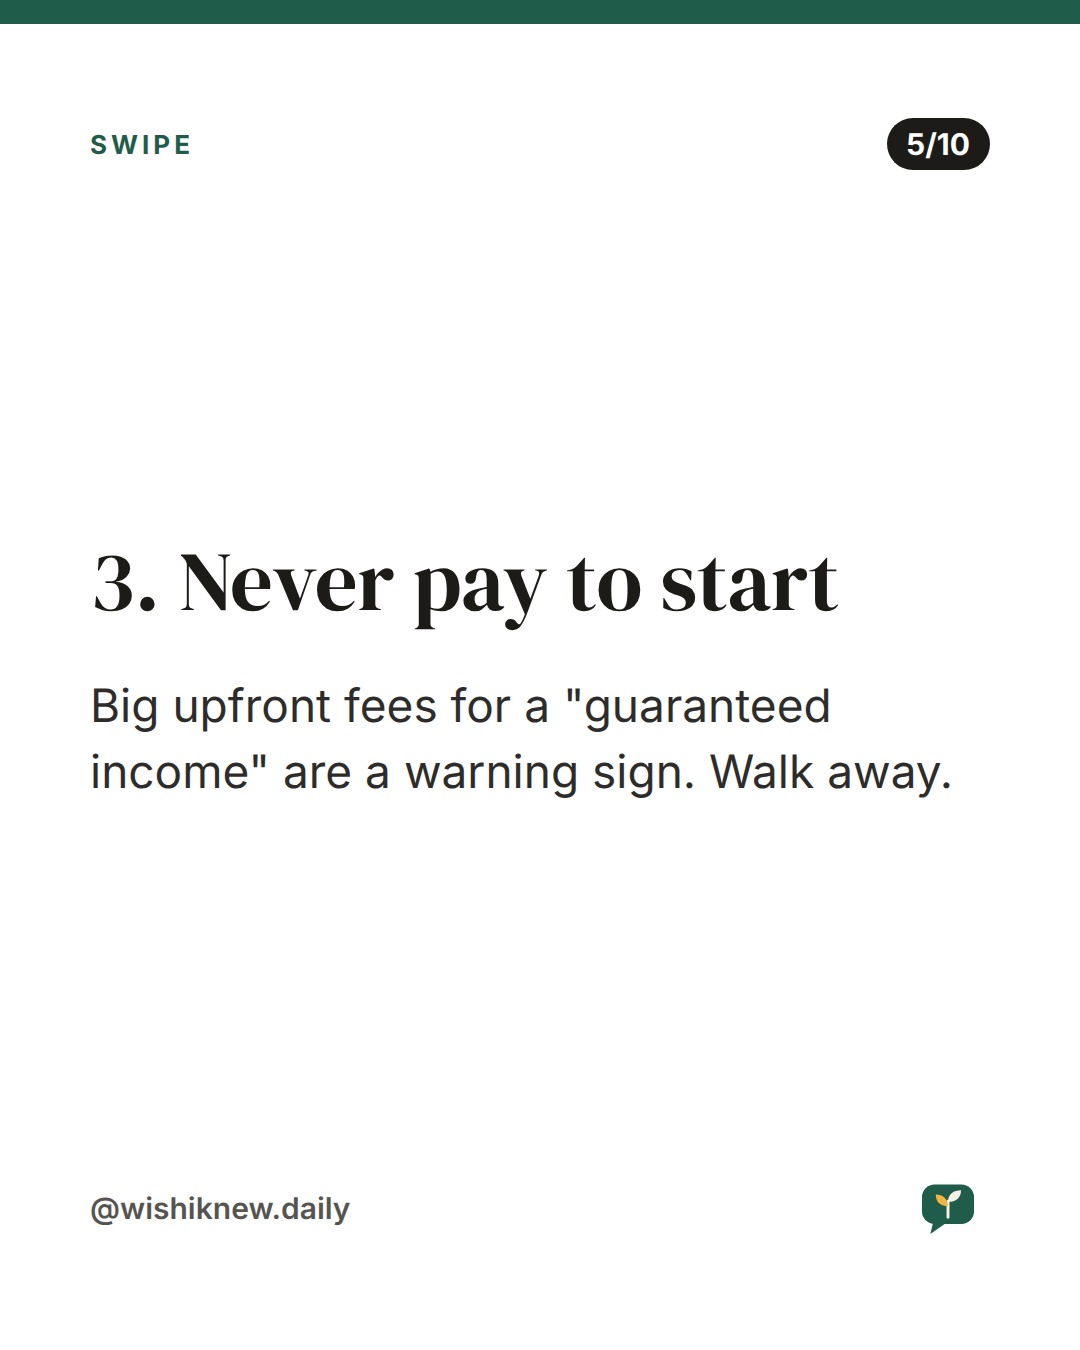 SWIPE
5/10
3. Never pay to start
Big upfront fees for a "guaranteed
income" are a warning sign. Walk away.
@wishiknew.daily